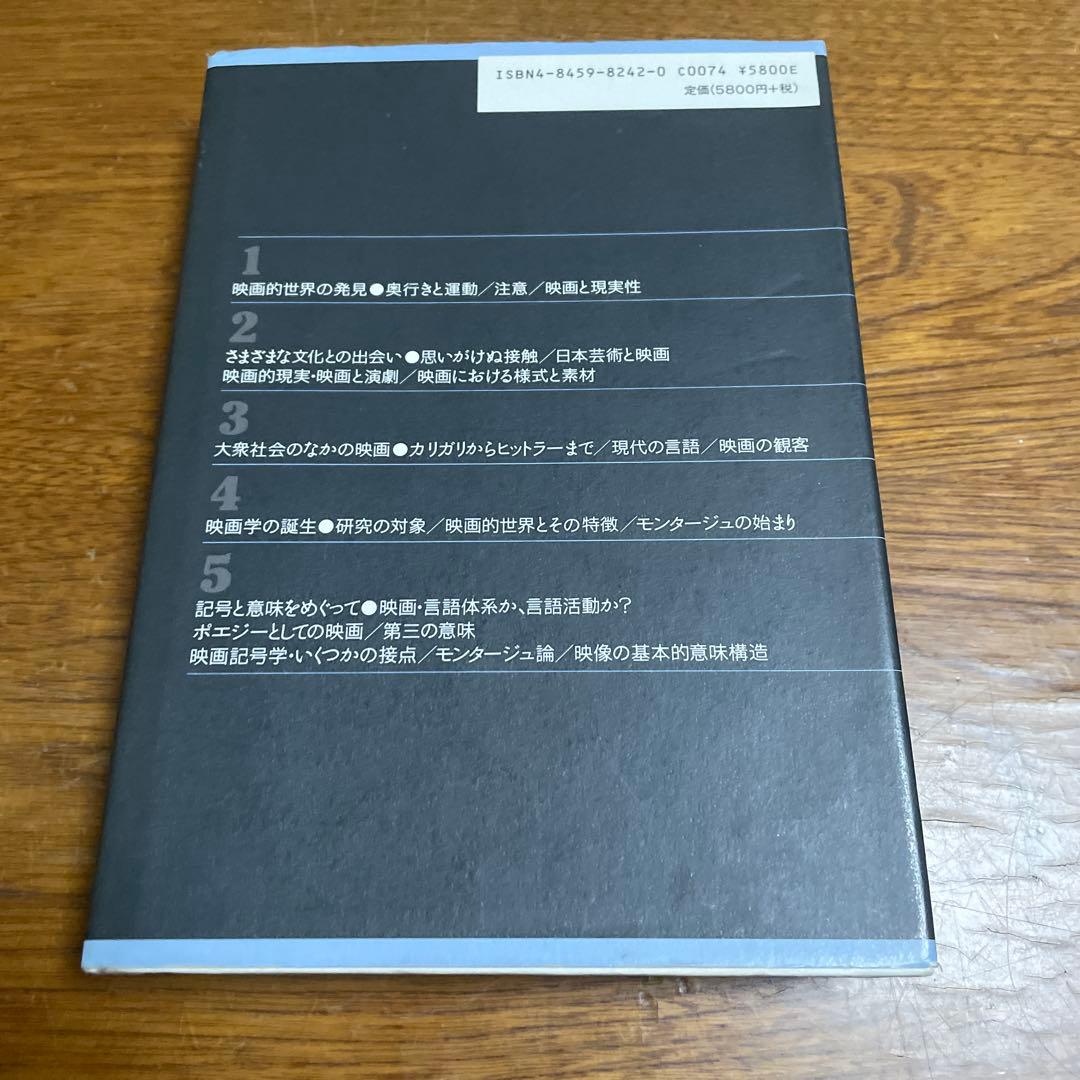 ISBN4-8459-8242-0 C0074 ¥5800E
定価(5800円+税)
1
映画的世界の発見●奥行きと運動/注意/映画と現実性
2
さまざまな文化との出会い●思いがけぬ接触/日本芸術と映画
映画的現実・映画と演劇/映画における様式と素材
3
大衆社会のなかの映画●カリガリからヒットラーまで/現代の言語/映画の観客
4
映画学の誕生●研究の対象/映画的世界とその特徴/モンタージュの始まり
5
記号と意味をめぐって●映画・言語体系か、言語活動か?
ポエジーとしての映画/第三の意味
映画記号学・いくつかの接点/モンタージュ論/映像の基本的意味構造